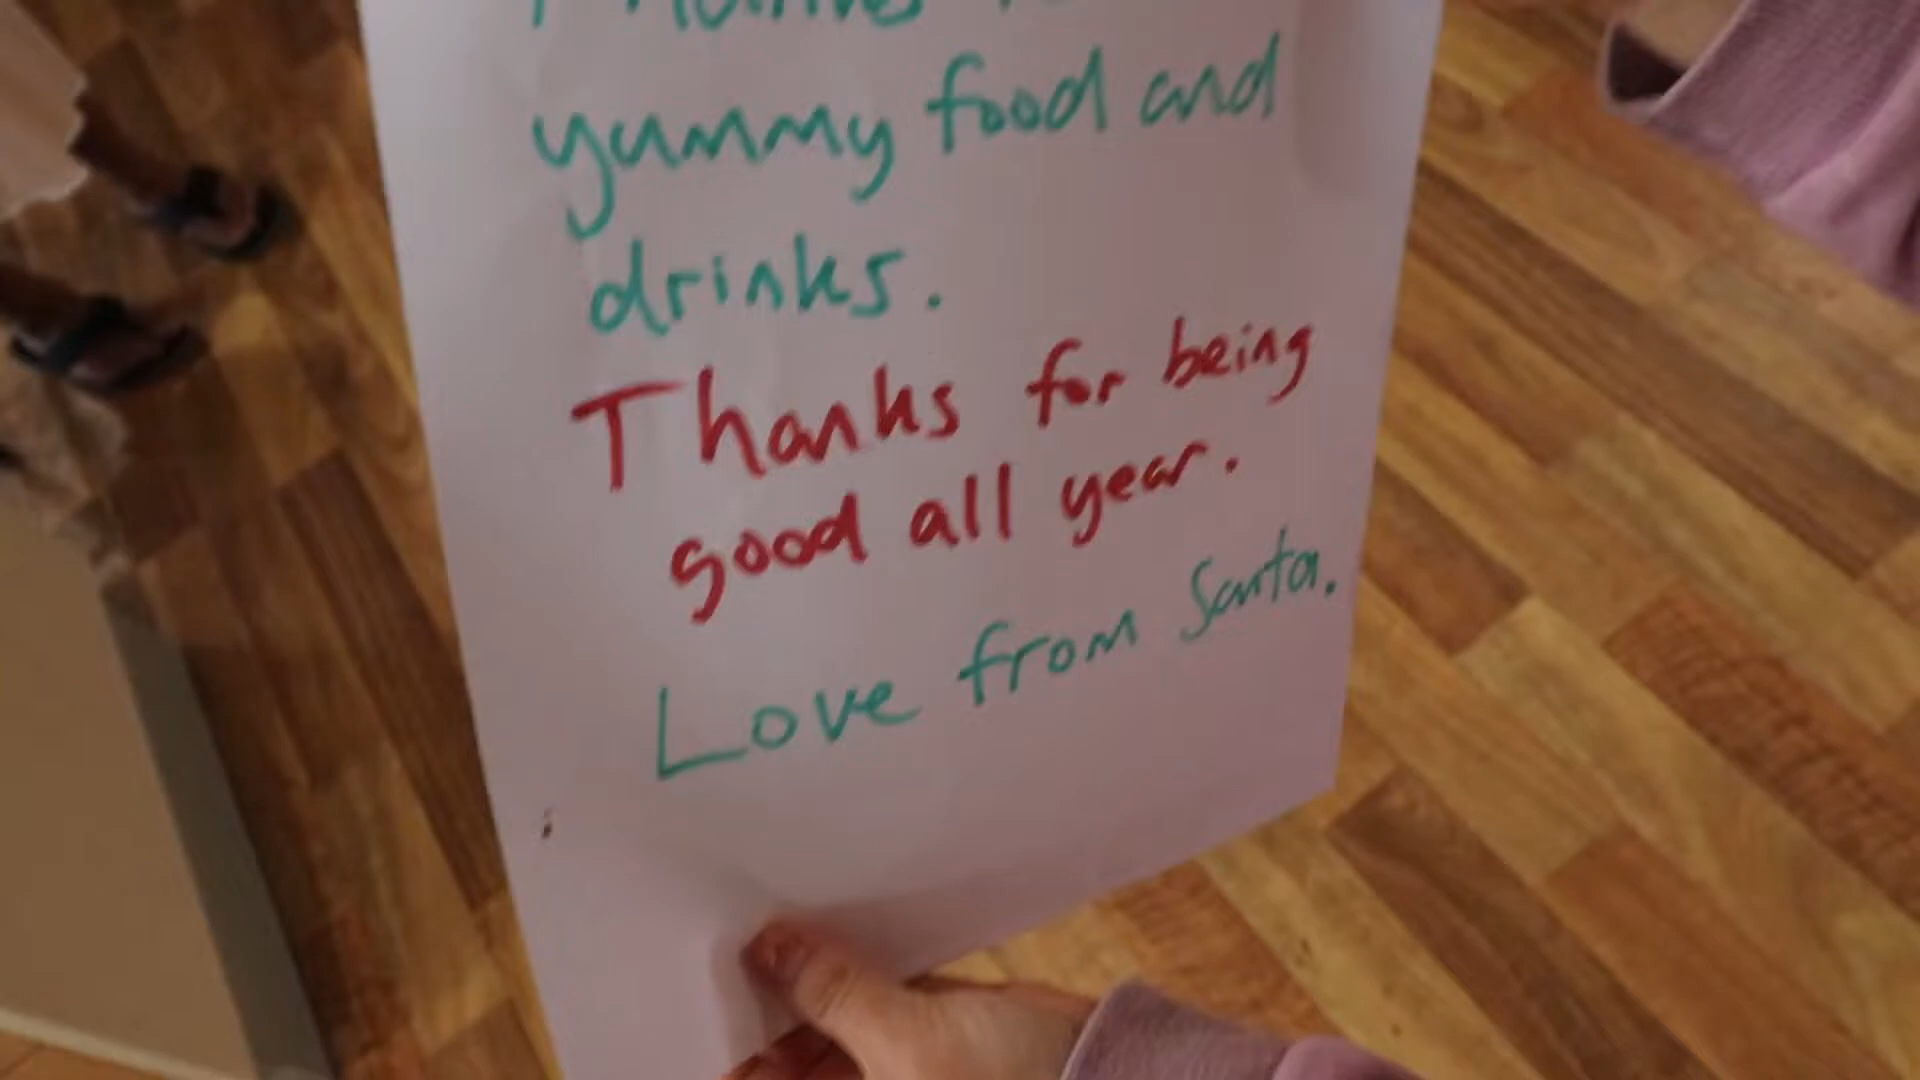 yummy food and
drinks.
Thanks for being
good all year.
Love from Santa.